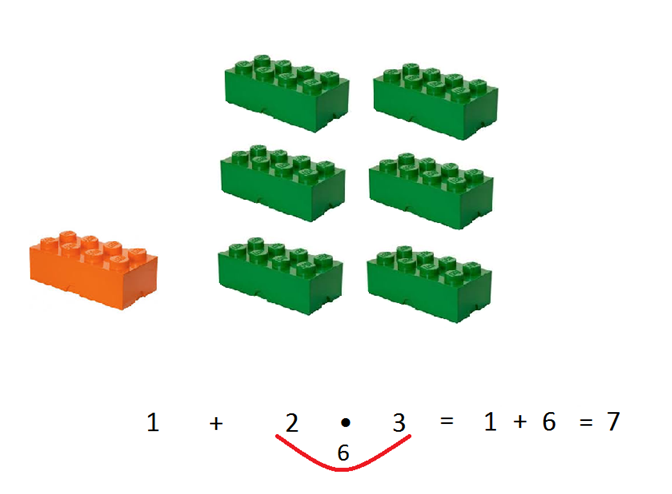 1 + 2 • 3 = 1 + 6 = 7
6